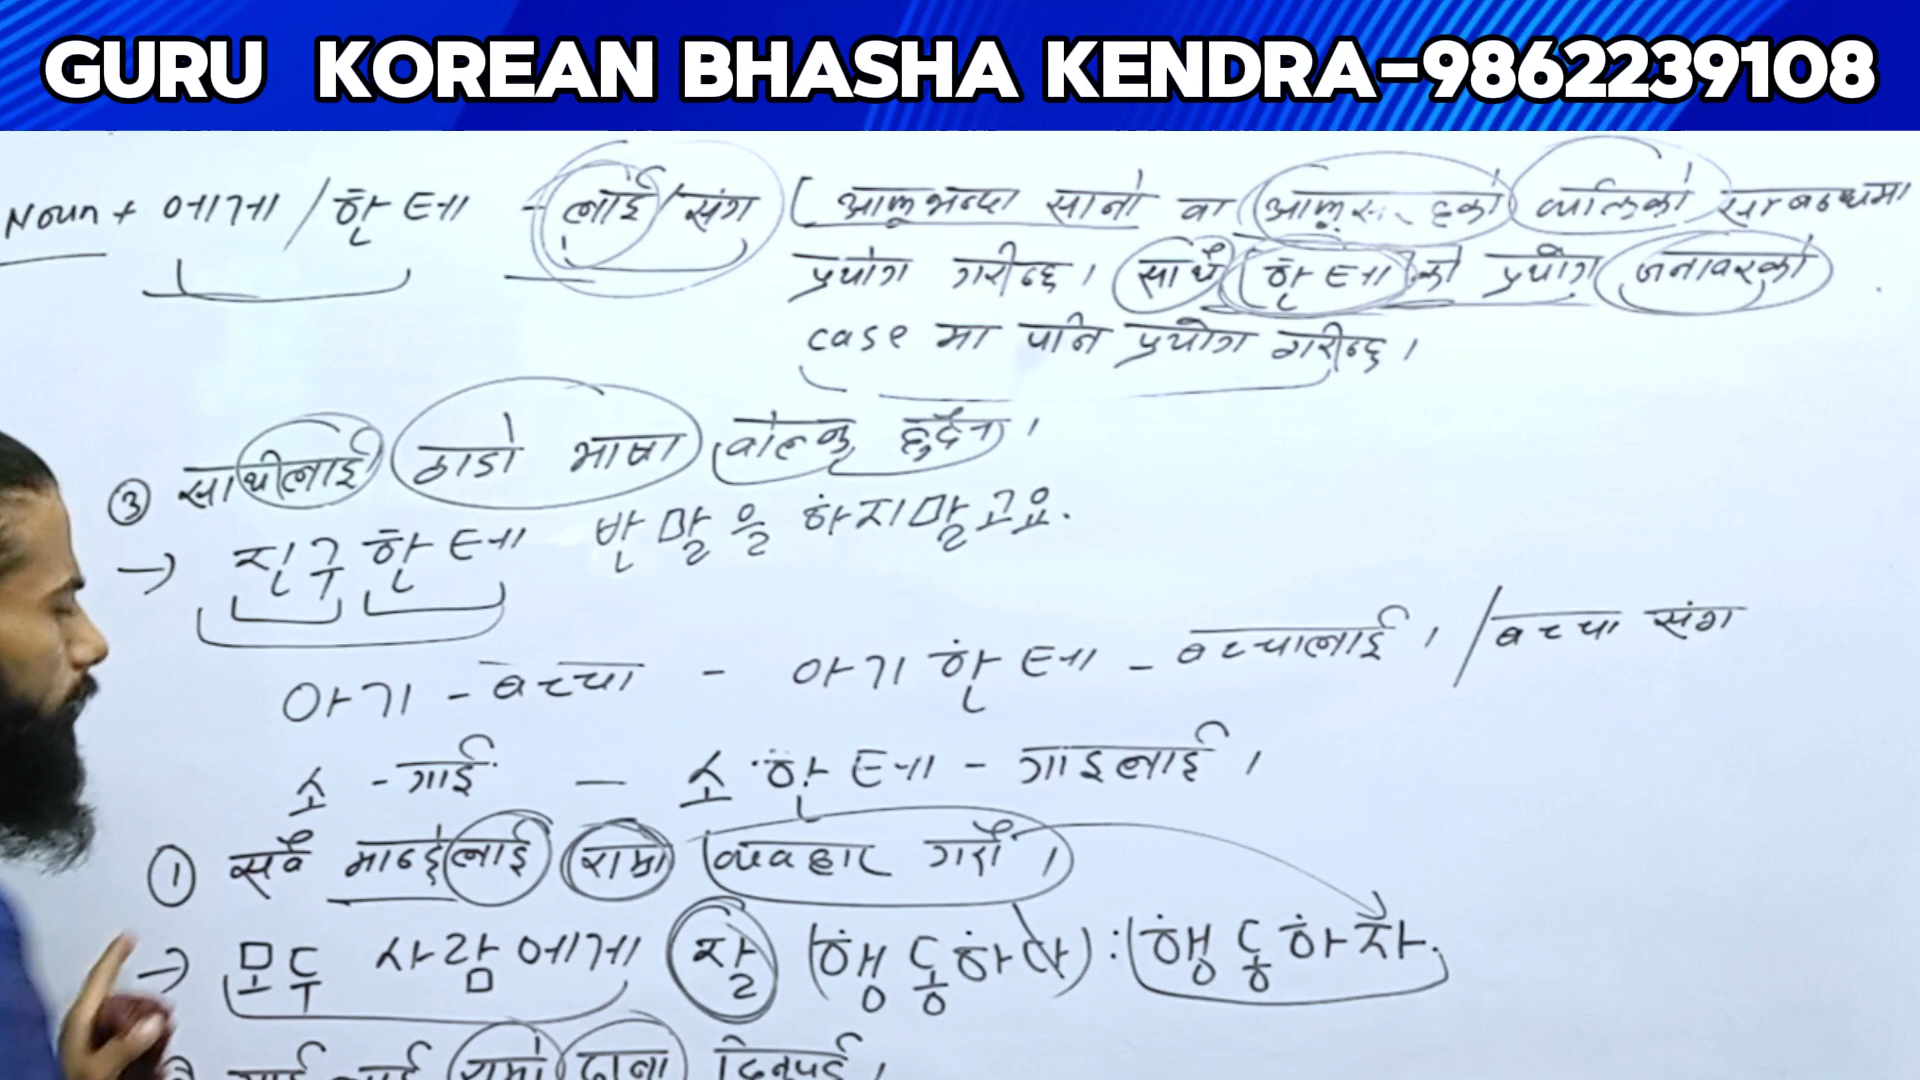 GURU KOREAN BHASHA KENDRA-9862239108
Noun + 에게 / 한테 - लाई/संग [आफूभन्दा सानो वा आफूसरहको व्यक्तिको सम्बन्धमा
प्रयोग गरीन्छ। साथै 한테 को प्रयोग जनावरको
case मा पनि प्रयोग गरीन्छ।
③ साथीलाई ठाडो भाषा बोल्नु हुदैन।
→ 친구한테 반말을 하지말고요.
아기 - बच्चा - 아기한테 - बच्चालाई। / बच्चा संग
소 - गाई - 소한테 - गाइलाई।
① सबै मान्छेलाई राम्रो व्यवहार गरौं।
→ 모두 사람에게 잘 (행동하다) : 행동하자.
राम्रो दाना दिनुपर्छ।